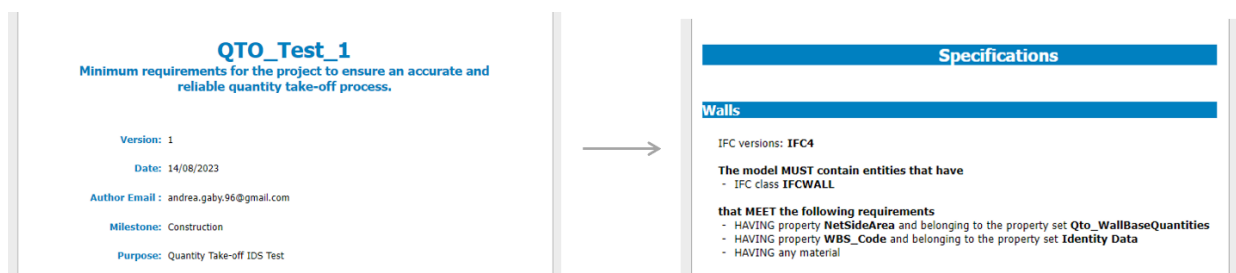 QTO_Test_1
Minimum requirements for the project to ensure an accurate and
reliable quantity take-off process.
Version: 1
Date: 14/08/2023
Author Email : andrea.gaby.96@gmail.com
Milestone: Construction
Purpose: Quantity Take-off IDS Test
Specifications
Walls
IFC versions: IFC4
The model MUST contain entities that have
- IFC class IFCWALL
that MEET the following requirements
- HAVING property NetSideArea and belonging to the property set Qto_WallBaseQuantities
- HAVING property WBS_Code and belonging to the property set Identity Data
- HAVING any material